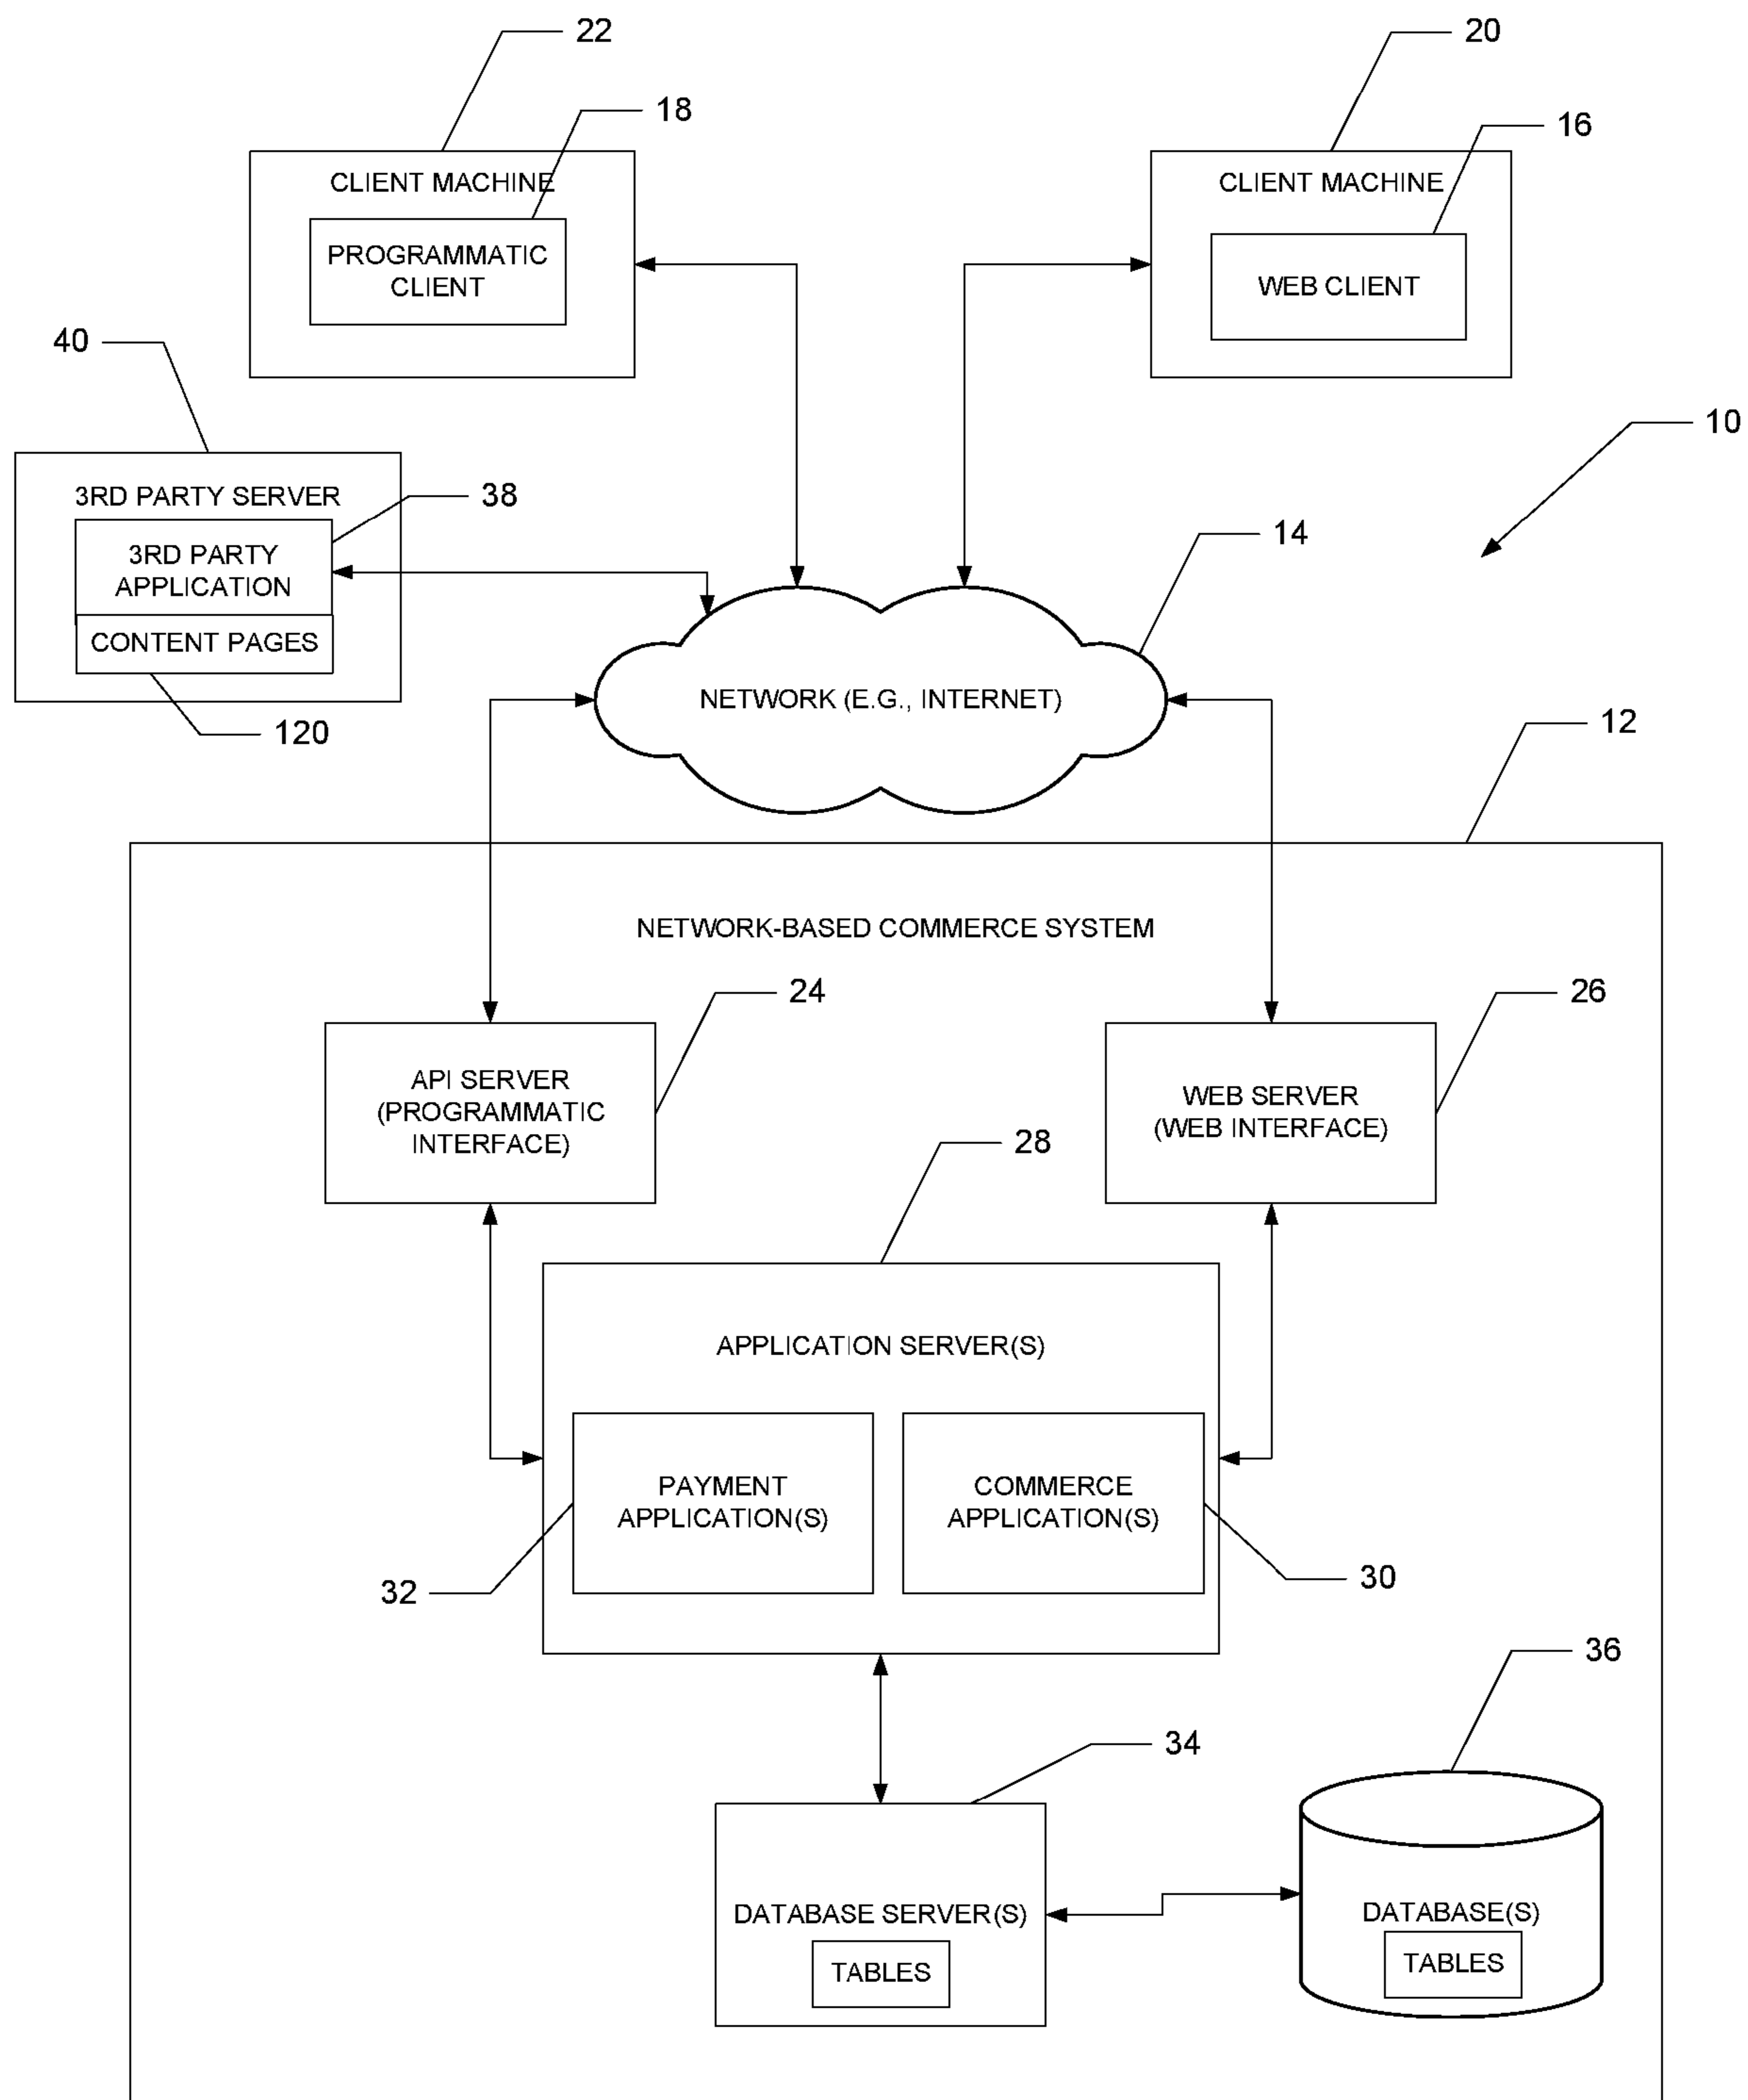 22
20
18
16
CLIENT MACHINE
CLIENT MACHINE
PROGRAMMATIC
CLIENT
WEB CLIENT
40
10
3RD PARTY SERVER
38
14
3RD PARTY
APPLICATION
CONTENT PAGES
NETWORK (E.G., INTERNET)
120
12
NETWORK-BASED COMMERCE SYSTEM
24
26
API SERVER
(PROGRAMMATIC
INTERFACE)
WEB SERVER
(WEB INTERFACE)
28
APPLICATION SERVER(S)
PAYMENT
APPLICATION(S)
COMMERCE
APPLICATION(S)
32
30
36
34
DATABASE SERVER(S)
TABLES
DATABASE(S)
TABLES